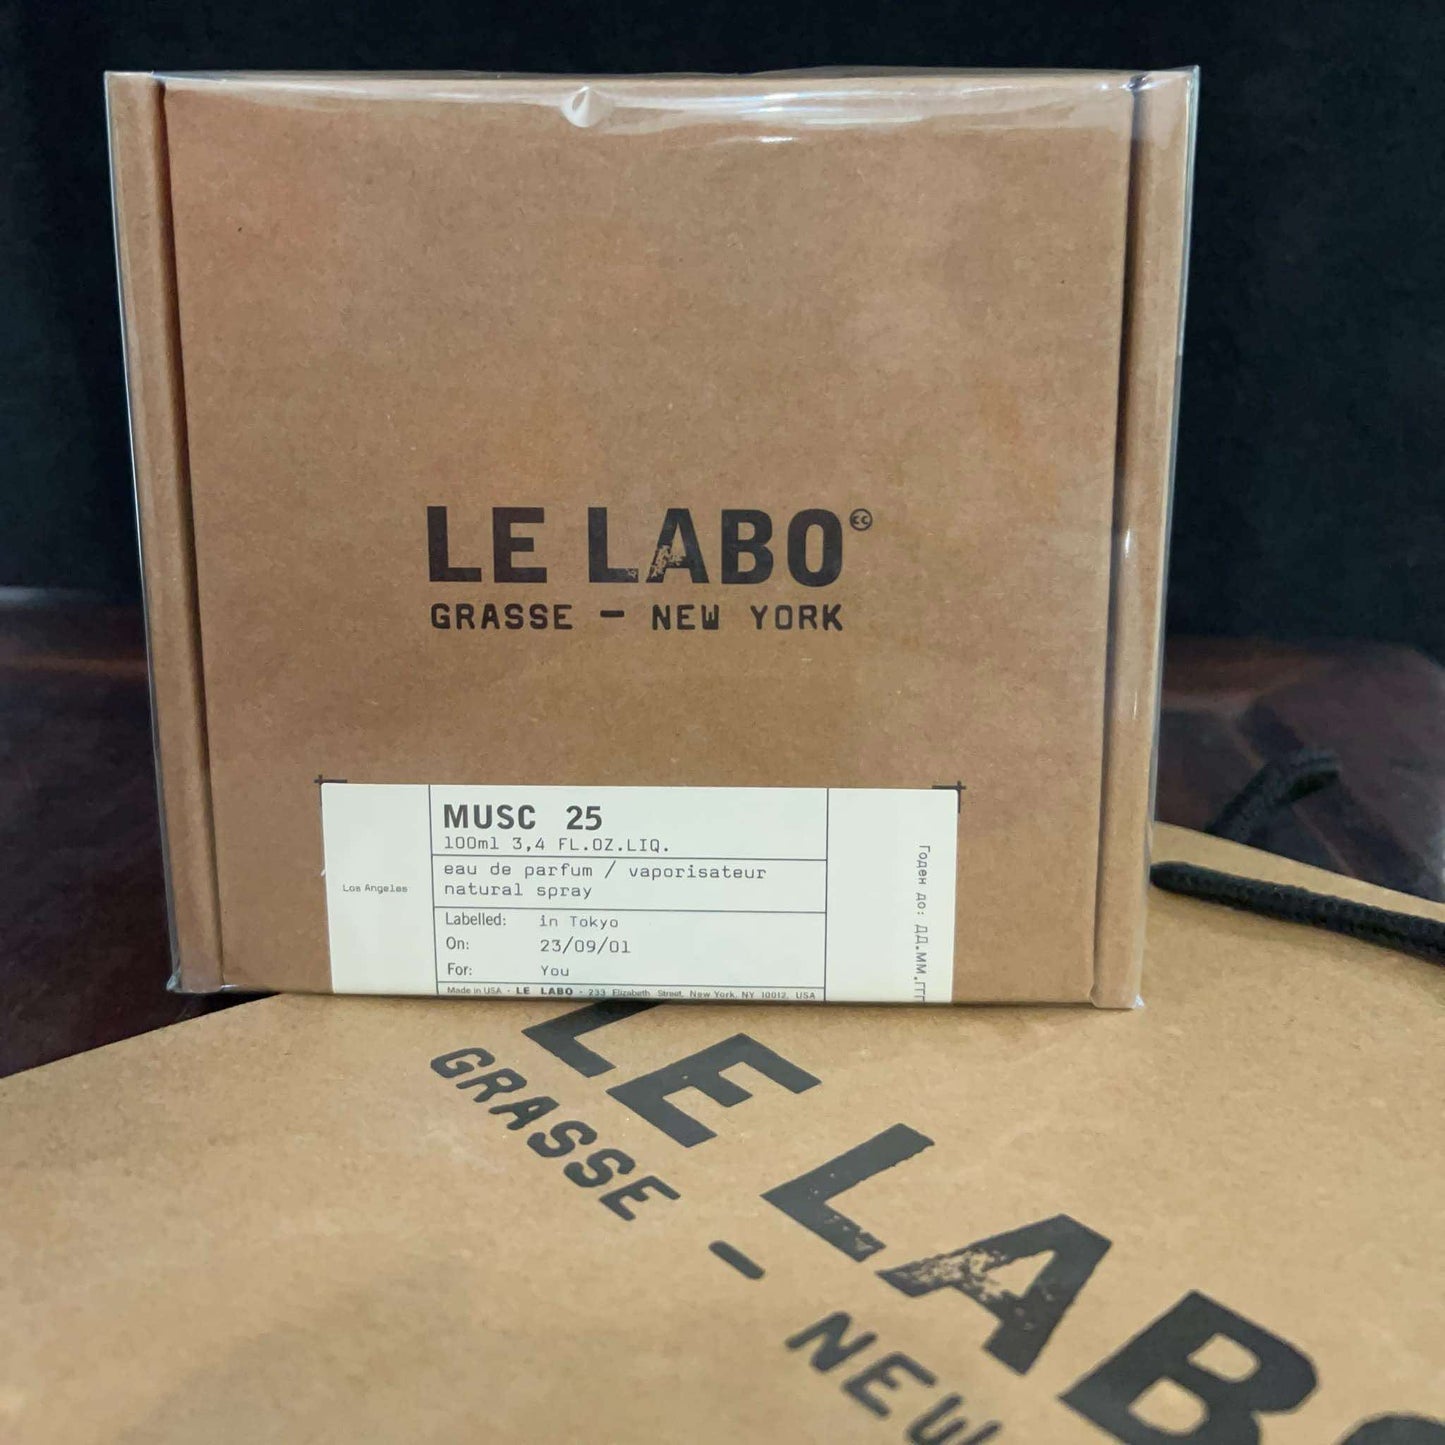 LE LABO
GRASSE — NEW YORK
MUSC 25
100ml 3,4 FL.OZ.LIQ.
eau de parfum / vaporisateur
natural spray
Los Angeles
Labelled: in Tokyo
On: 23/09/01
For: You
Made in USA - LE LABO - 233 Elizabeth Street, New York, NY 10012, USA
Годен до: ДД.ММ.ГГГ
LE LABO
GRASSE — NEW